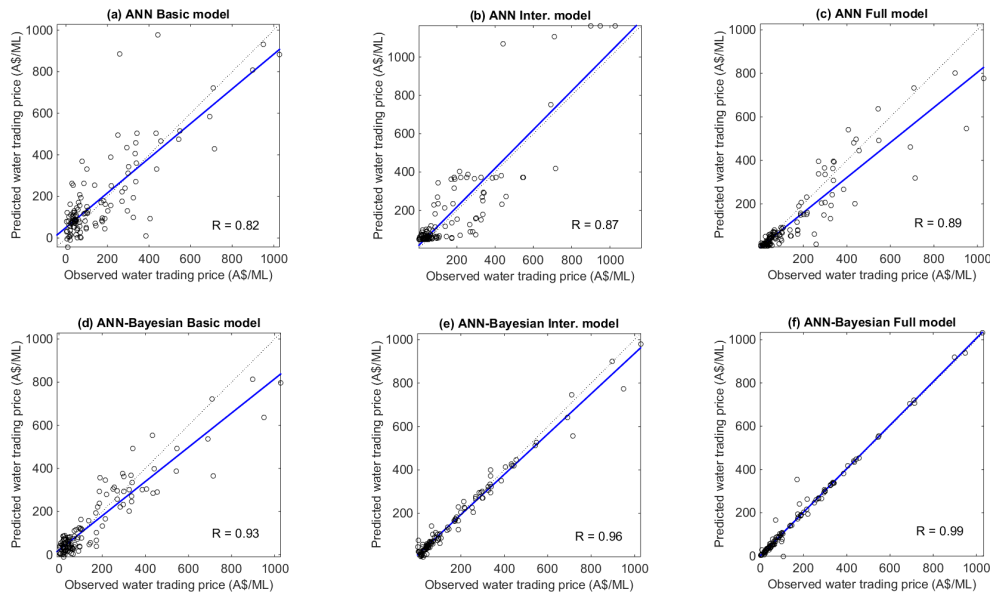 (a) ANN Basic model
(b) ANN Inter. model
(c) ANN Full model
Predicted water trading price (A$/ML)
1000
800
600
400
200
0
R = 0.82
0 200 400 600 800 1000
Observed water trading price (A$/ML)
Predicted water trading price (A$/ML)
1000
800
600
400
200
R = 0.87
200 400 600 800 1000
Observed water trading price (A$/ML)
Predicted water trading price (A$/ML)
1000
800
600
400
200
R = 0.89
200 400 600 800 1000
Observed water trading price (A$/ML)
(d) ANN-Bayesian Basic model
(e) ANN-Bayesian Inter. model
(f) ANN-Bayesian Full model
Predicted water trading price (A$/ML)
1000
800
600
400
200
0
R = 0.93
0 200 400 600 800 1000
Observed water trading price (A$/ML)
Predicted water trading price (A$/ML)
1000
800
600
400
200
R = 0.96
200 400 600 800 1000
Observed water trading price (A$/ML)
Predicted water trading price (A$/ML)
1000
800
600
400
200
0
R = 0.99
0 200 400 600 800 1000
Observed water trading price (A$/ML)